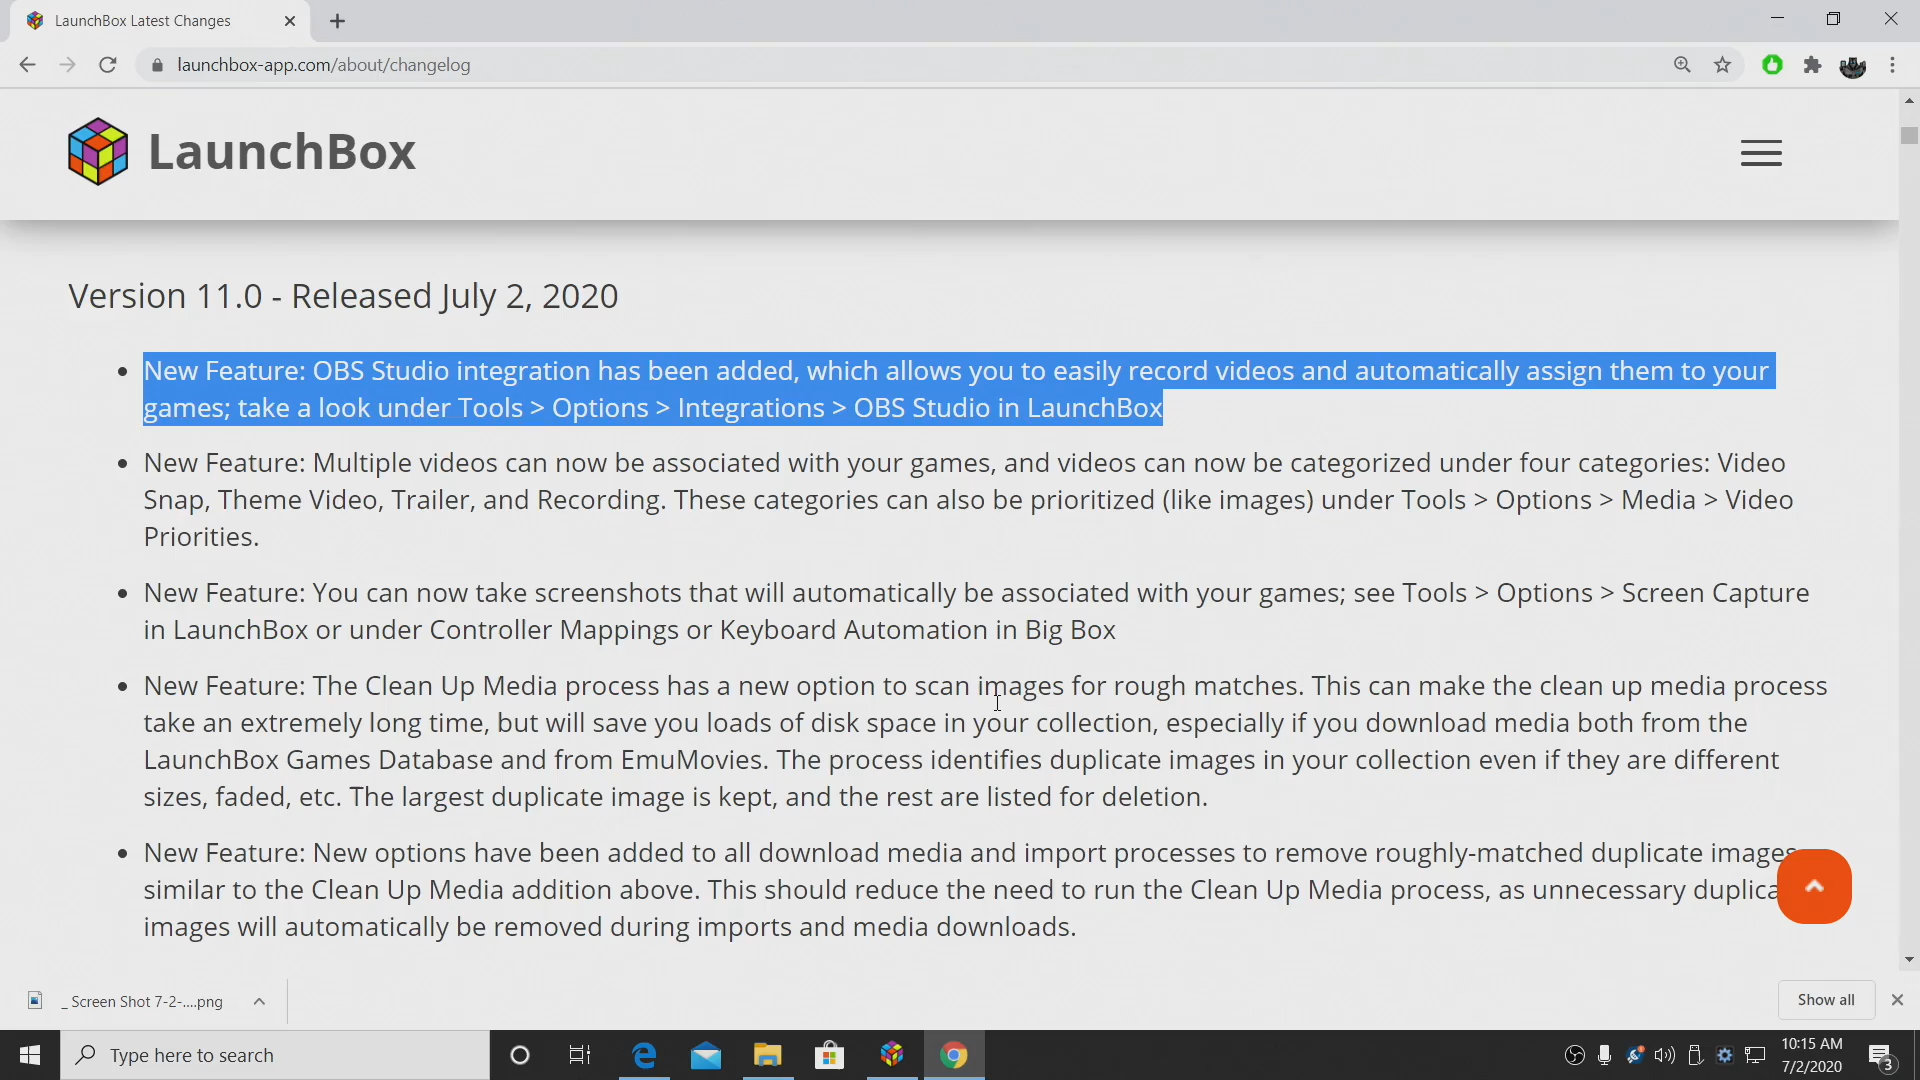 LaunchBox Latest Changes
launchbox-app.com/about/changelog
LaunchBox
Version 11.0 - Released July 2, 2020
New Feature: OBS Studio integration has been added, which allows you to easily record videos and automatically assign them to your
games; take a look under Tools > Options > Integrations > OBS Studio in LaunchBox
New Feature: Multiple videos can now be associated with your games, and videos can now be categorized under four categories: Video
Snap, Theme Video, Trailer, and Recording. These categories can also be prioritized (like images) under Tools > Options > Media > Video
Priorities.
New Feature: You can now take screenshots that will automatically be associated with your games; see Tools > Options > Screen Capture
in LaunchBox or under Controller Mappings or Keyboard Automation in Big Box
New Feature: The Clean Up Media process has a new option to scan images for rough matches. This can make the clean up media process
take an extremely long time, but will save you loads of disk space in your collection, especially if you download media both from the
LaunchBox Games Database and from EmuMovies. The process identifies duplicate images in your collection even if they are different
sizes, faded, etc. The largest duplicate image is kept, and the rest are listed for deletion.
New Feature: New options have been added to all download media and import processes to remove roughly-matched duplicate images
similar to the Clean Up Media addition above. This should reduce the need to run the Clean Up Media process, as unnecessary duplica
images will automatically be removed during imports and media downloads.
_ Screen Shot 7-2-....png
Show all
Type here to search
10:15 AM
7/2/2020
3